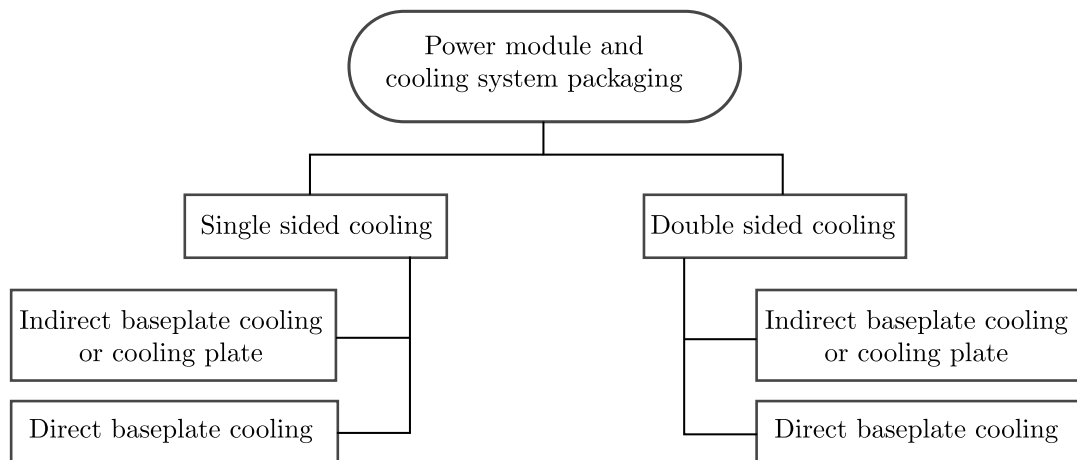 Power module and
cooling system packaging
Single sided cooling
Double sided cooling
Indirect baseplate cooling
or cooling plate
Indirect baseplate cooling
or cooling plate
Direct baseplate cooling
Direct baseplate cooling